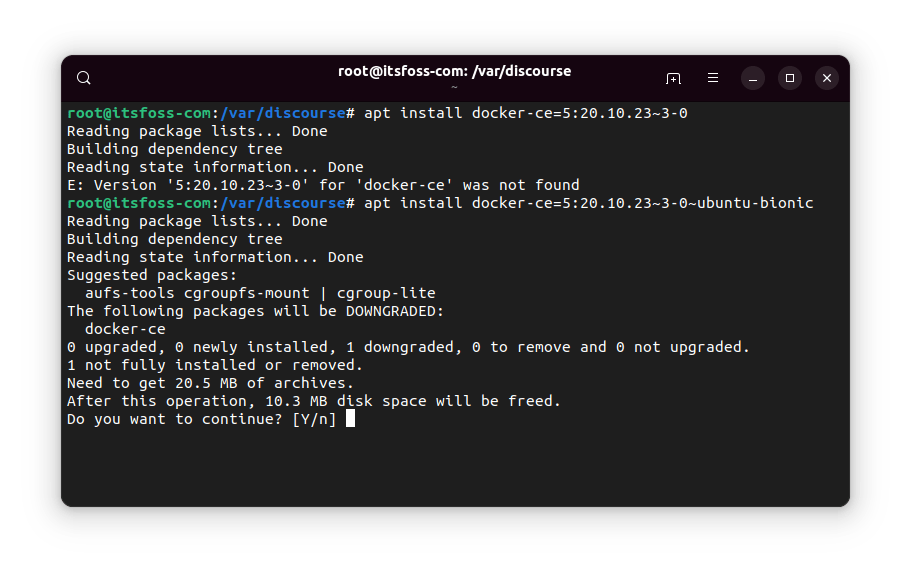 root@itsfoss-com: /var/discourse
~
root@itsfoss-com:/var/discourse# apt install docker-ce=5:20.10.23~3-0
Reading package lists... Done
Building dependency tree
Reading state information... Done
E: Version '5:20.10.23~3-0' for 'docker-ce' was not found
root@itsfoss-com:/var/discourse# apt install docker-ce=5:20.10.23~3-0~ubuntu-bionic
Reading package lists... Done
Building dependency tree
Reading state information... Done
Suggested packages:
  aufs-tools cgroupfs-mount | cgroup-lite
The following packages will be DOWNGRADED:
  docker-ce
0 upgraded, 0 newly installed, 1 downgraded, 0 to remove and 0 not upgraded.
1 not fully installed or removed.
Need to get 20.5 MB of archives.
After this operation, 10.3 MB disk space will be freed.
Do you want to continue? [Y/n]